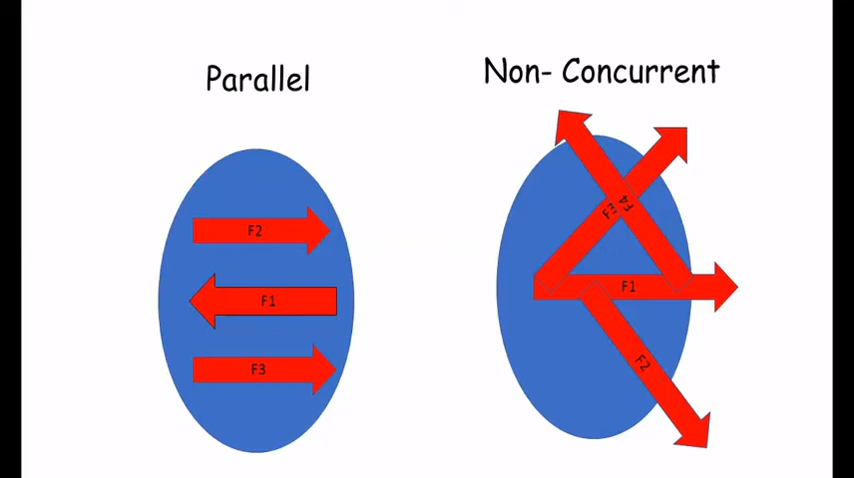 Parallel
Non- Concurrent
F2
F1
F3
F3
F4
F1
F2